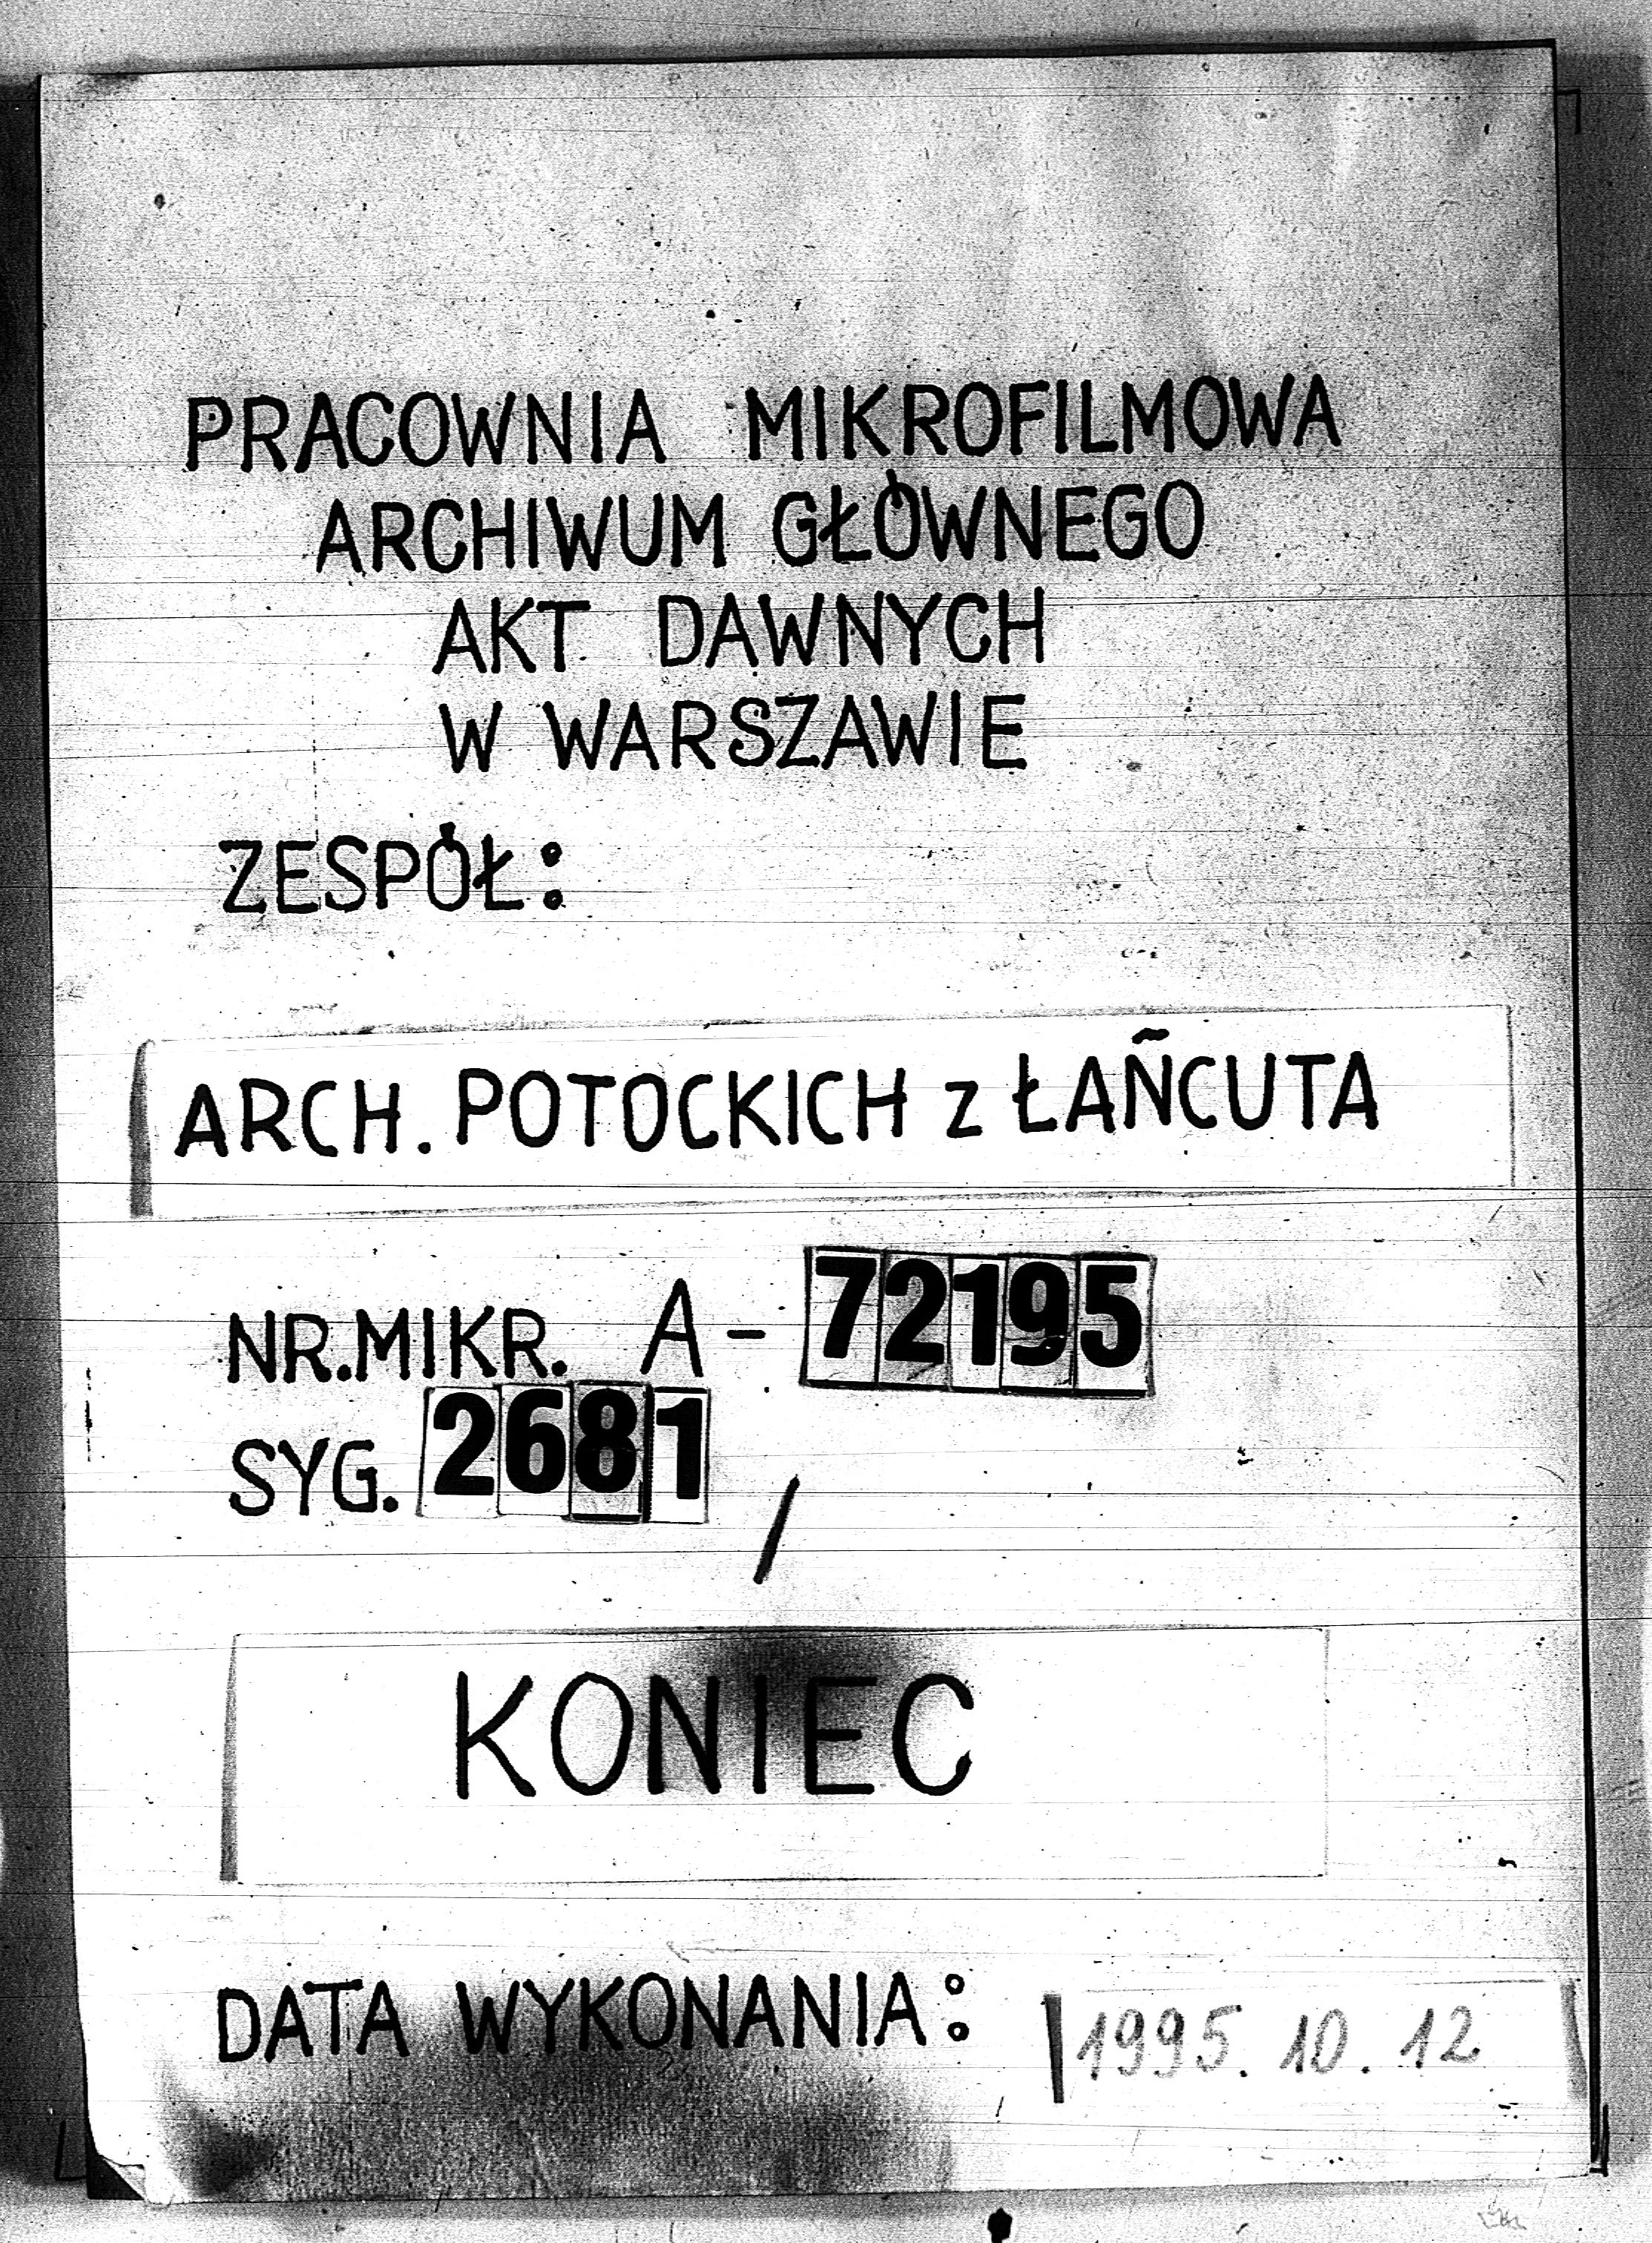 PRACOWNIA MIKROFILMOWA
ARCHIWUM GŁÓWNEGO
AKT DAWNYCH
W WARSZAWIE
ZESPÓŁ:
ARCH. POTOCKICH z ŁAŃCUTA
NR.MIKR. A-72195
SYG. 2681 /
KONIEC
DATA WYKONANIA: 1995.10.12